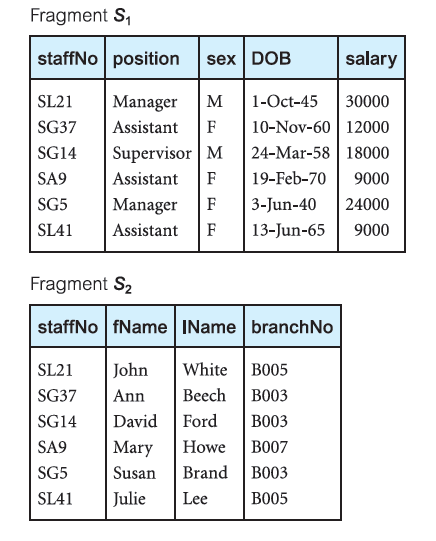 Fragment S1
staffNo position sex DOB salary
SL21 Manager M 1-Oct-45 30000
SG37 Assistant F 10-Nov-60 12000
SG14 Supervisor M 24-Mar-58 18000
SA9 Assistant F 19-Feb-70 9000
SG5 Manager F 3-Jun-40 24000
SL41 Assistant F 13-Jun-65 9000
Fragment S2
staffNo fName lName branchNo
SL21 John White B005
SG37 Ann Beech B003
SG14 David Ford B003
SA9 Mary Howe B007
SG5 Susan Brand B003
SL41 Julie Lee B005